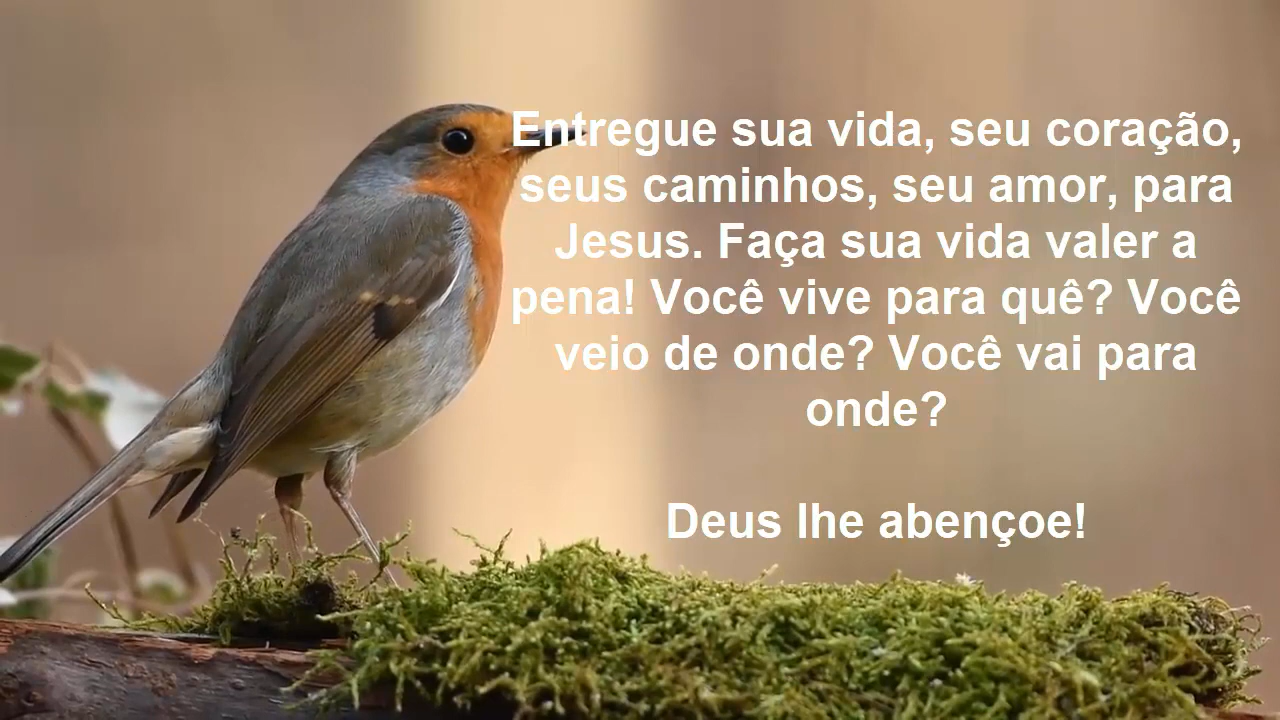 Entregue sua vida, seu coração,
seus caminhos, seu amor, para
Jesus. Faça sua vida valer a
pena! Você vive para quê? Você
veio de onde? Você vai para
onde?
Deus lhe abençoe!